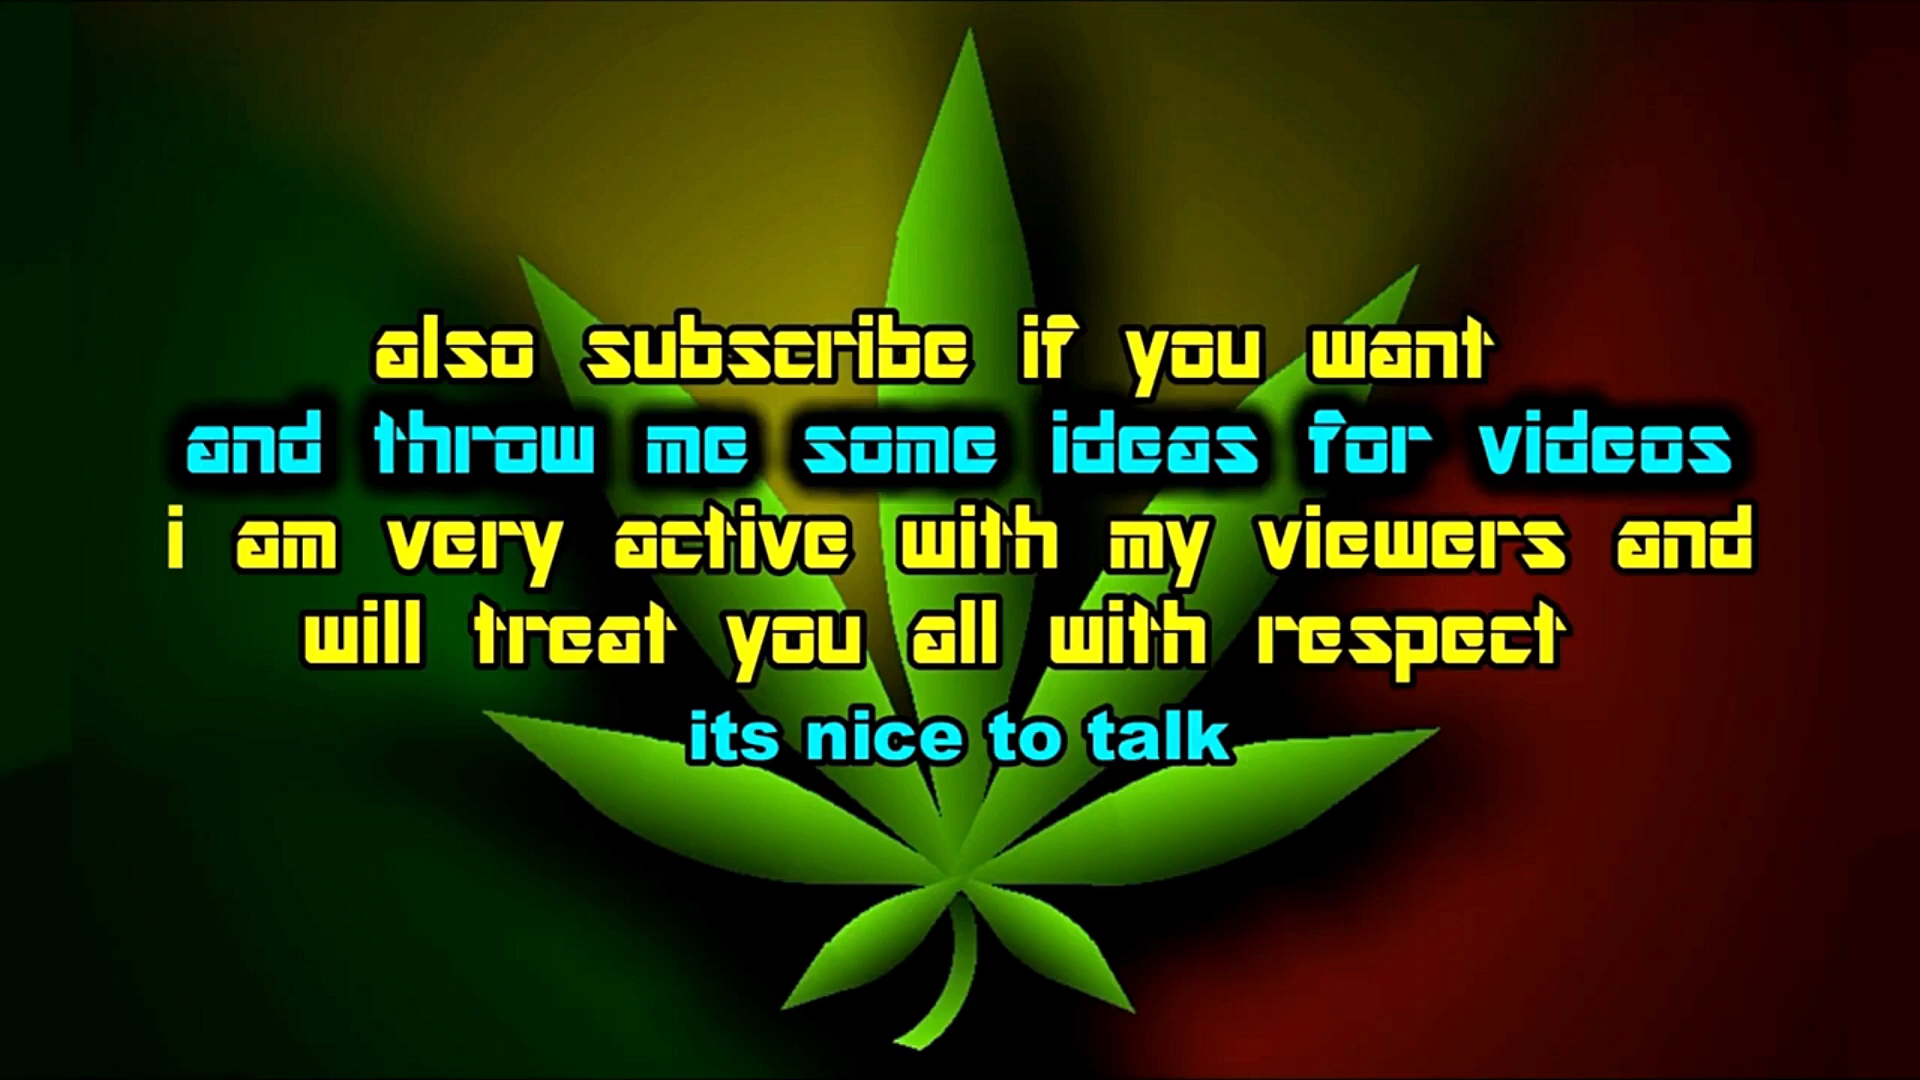 also subscribe if you want
and throw me some ideas for videos
i am very active with my viewers and
will treat you all with respect
its nice to talk